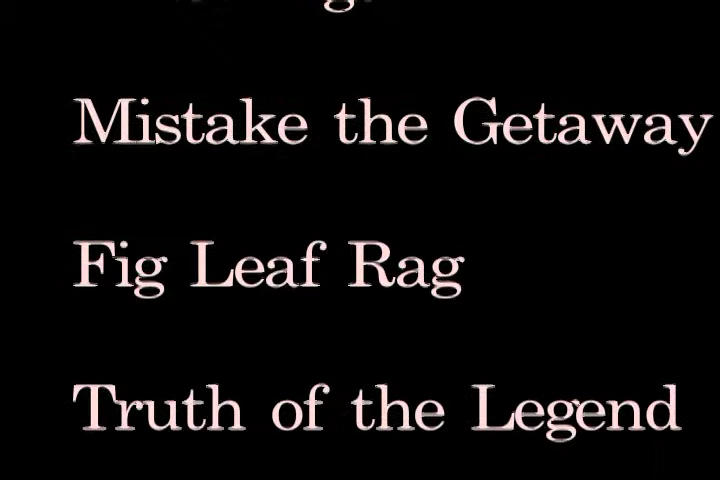 Mistake the Getaway
Fig Leaf Rag
Truth of the Legend